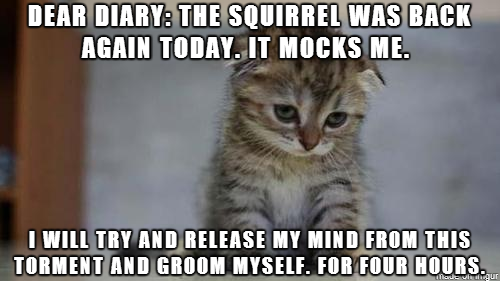 DEAR DIARY: THE SQUIRREL WAS BACK
AGAIN TODAY. IT MOCKS ME.
I WILL TRY AND RELEASE MY MIND FROM THIS
TORMENT AND GROOM MYSELF. FOR FOUR HOURS.
made on imgur